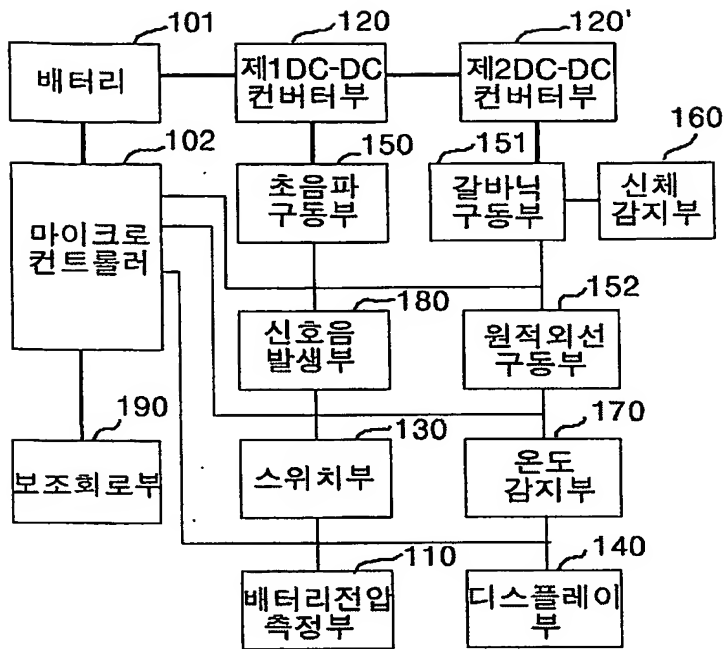 101
120
120'
배터리
제1DC-DC
컨버터부
제2DC-DC
컨버터부
102
150
151
160
마이크로
컨트롤러
초음파
구동부
갈바닉
구동부
신체
감지부
180
152
신호음
발생부
원적외선
구동부
190
130
170
보조회로부
스위치부
온도
감지부
110
140
배터리전압
측정부
디스플레이
부